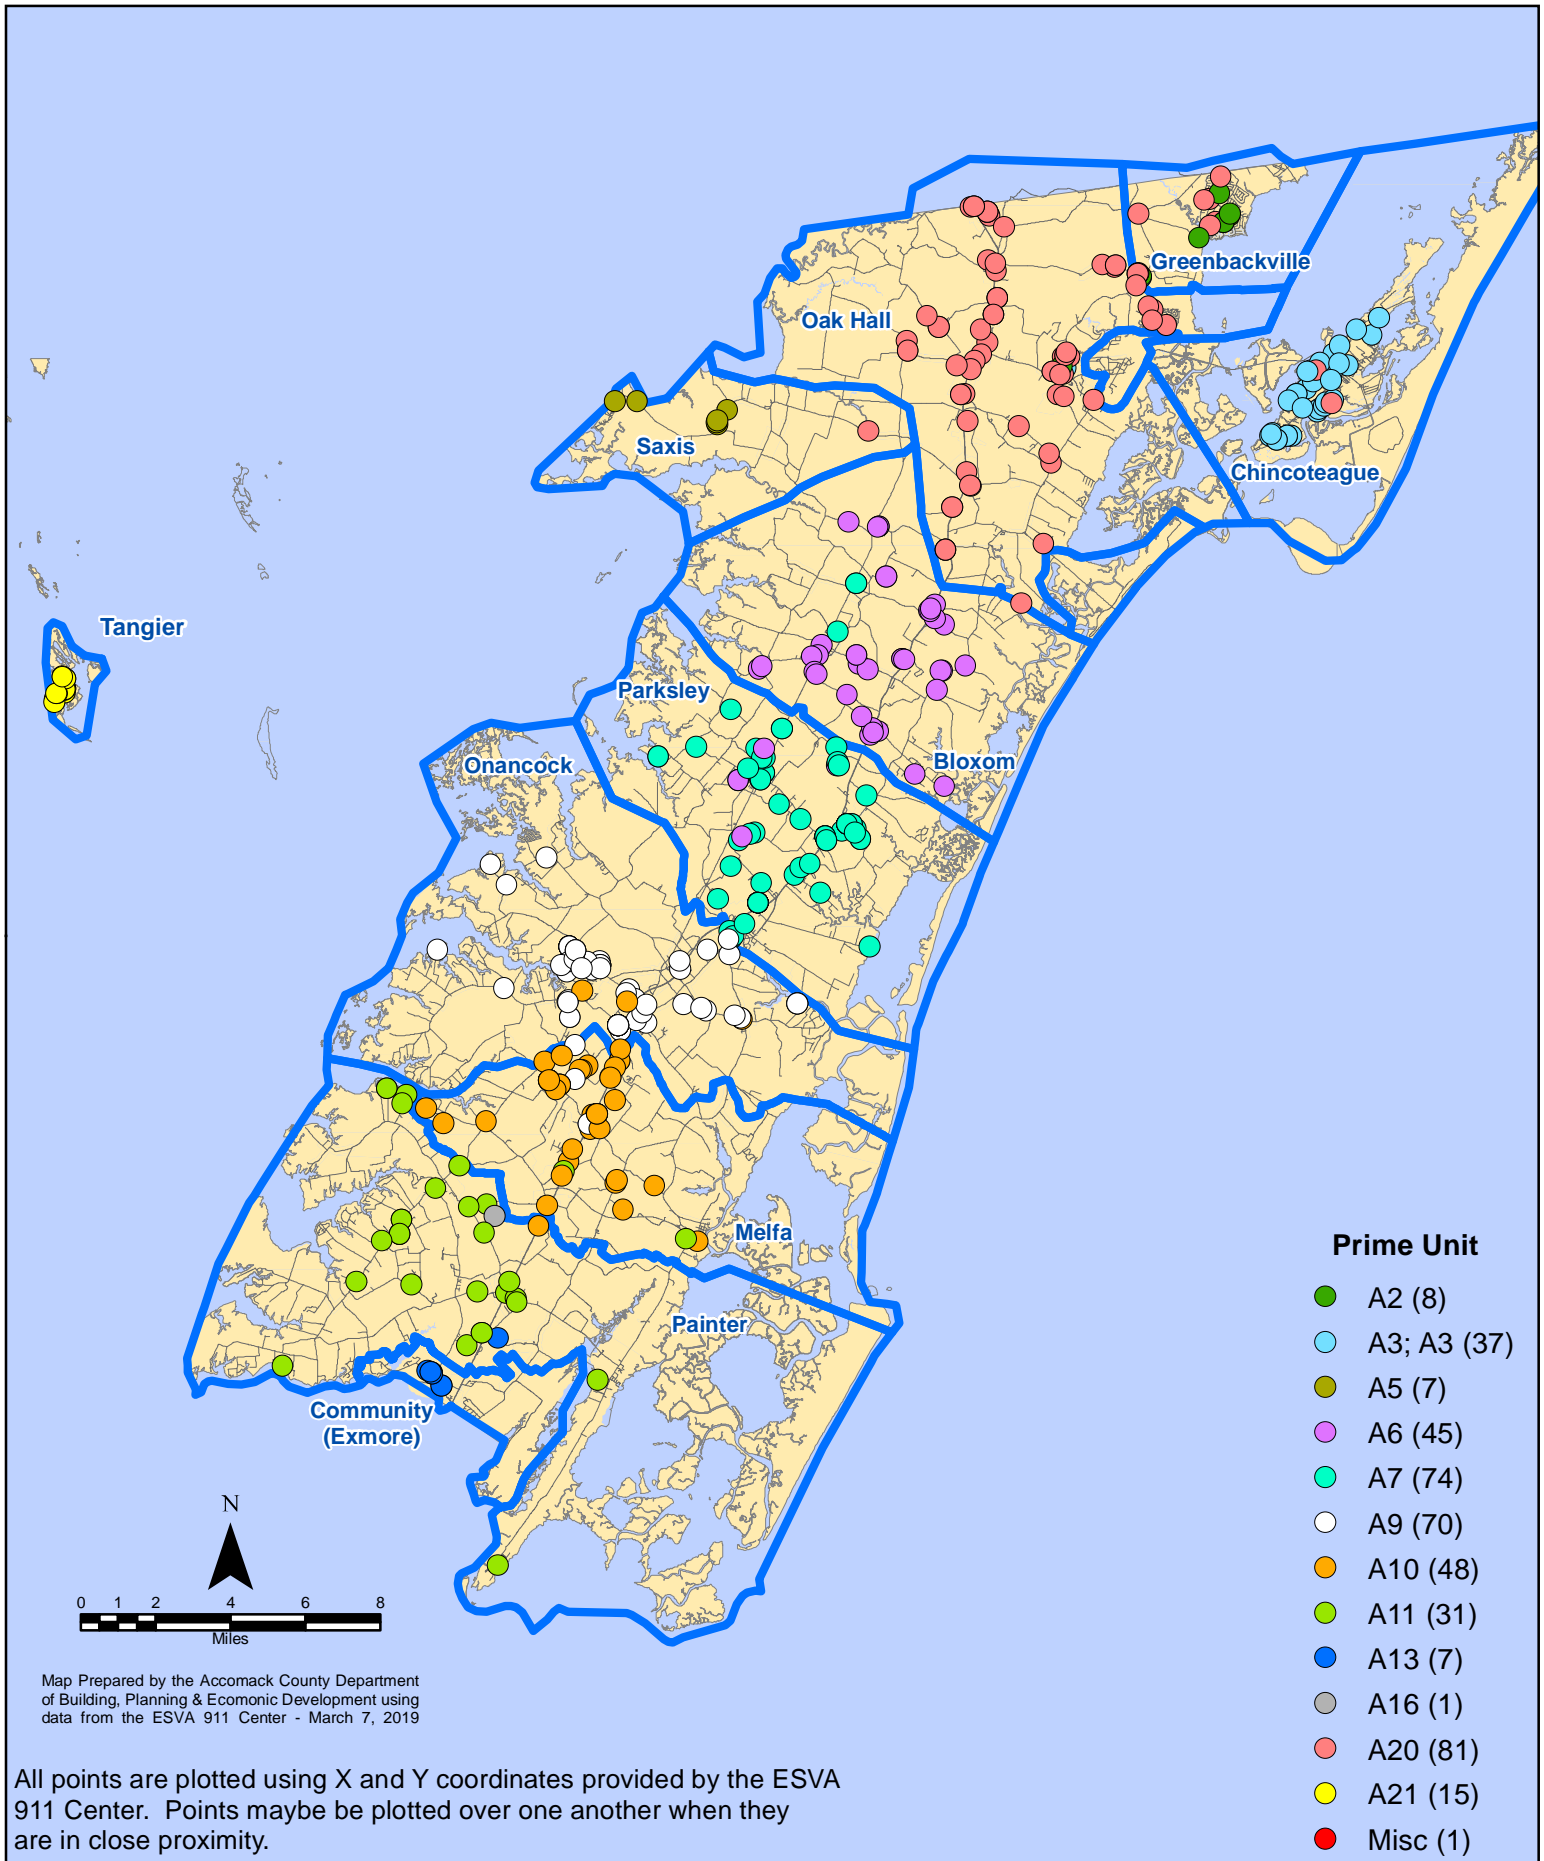 Greenbackville
Oak Hall
Saxis
Chincoteague
Tangier
Parksley
Onancock
Bloxom
Melfa
Painter
Community
(Exmore)
Prime Unit
A2 (8)
A3; A3 (37)
A5 (7)
A6 (45)
A7 (74)
A9 (70)
A10 (48)
A11 (31)
A13 (7)
A16 (1)
A20 (81)
A21 (15)
Misc (1)
N
0 1 2 4 6 8
Miles
Map Prepared by the Accomack County Department
of Building, Planning & Ecomonic Development using
data from the ESVA 911 Center - March 7, 2019
All points are plotted using X and Y coordinates provided by the ESVA
911 Center.  Points maybe be plotted over one another when they
are in close proximity.